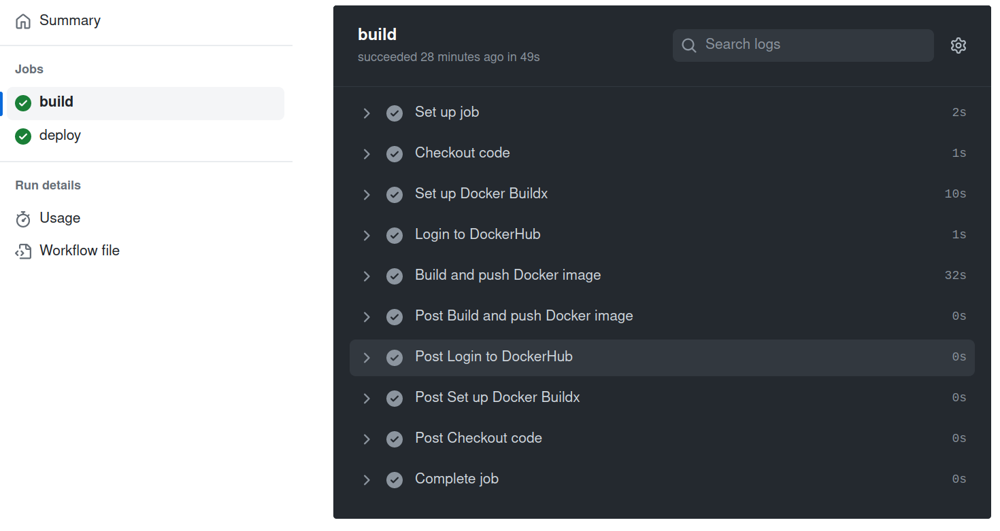 Summary
Jobs
build
deploy
Run details
Usage
Workflow file
build
succeeded 28 minutes ago in 49s
Search logs
Set up job 2s
Checkout code 1s
Set up Docker Buildx 10s
Login to DockerHub 1s
Build and push Docker image 32s
Post Build and push Docker image 0s
Post Login to DockerHub 0s
Post Set up Docker Buildx 0s
Post Checkout code 0s
Complete job 0s